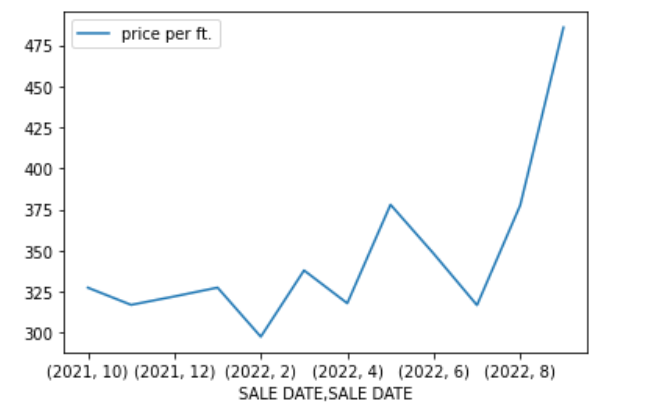 price per ft.
475
450
425
400
375
350
325
300
(2021, 10) (2021, 12) (2022, 2) (2022, 4) (2022, 6) (2022, 8)
SALE DATE,SALE DATE